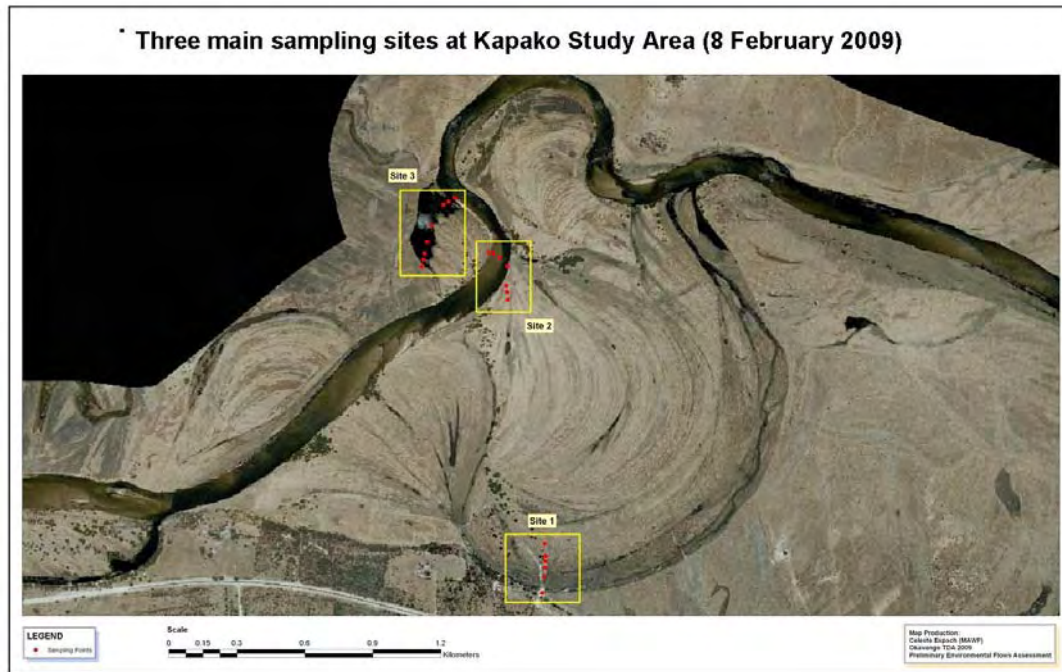 Three main sampling sites at Kapako Study Area (8 February 2009)
Site 3
Site 2
Site 1
LEGEND
Sampling Points
Scale
0 0.15 0.3 0.6 0.9 1.2
Kilometers
Map Production:
Celeste Espach (MAWF)
Okavango TDA 2009
Preliminary Environmental Flows Assessment